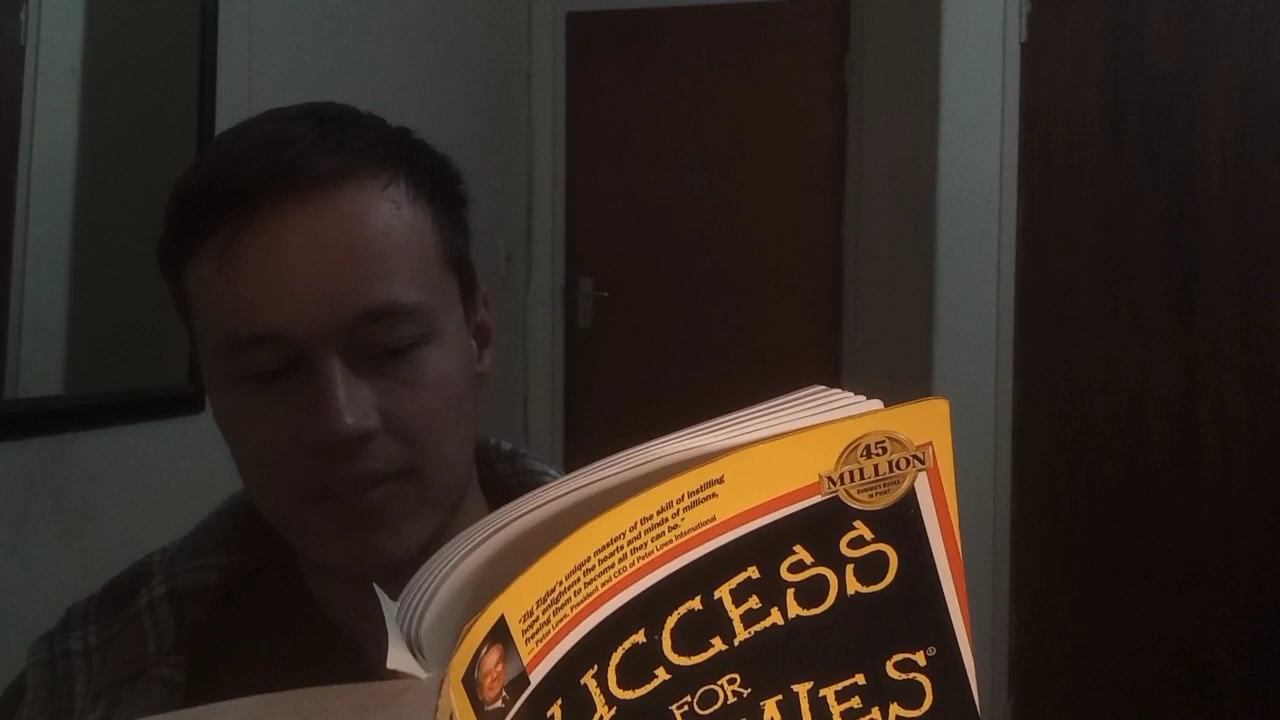 45
MILLION
DUMMIES BOOKS
IN PRINT
"Zig Ziglar's unique mastery of the skill of instilling
hope enlightens the hearts and minds of millions,
freeing them to become all they can be."
— Peter Lowe, President and CEO of Peter Lowe International
UCCESS
FOR
MIES®